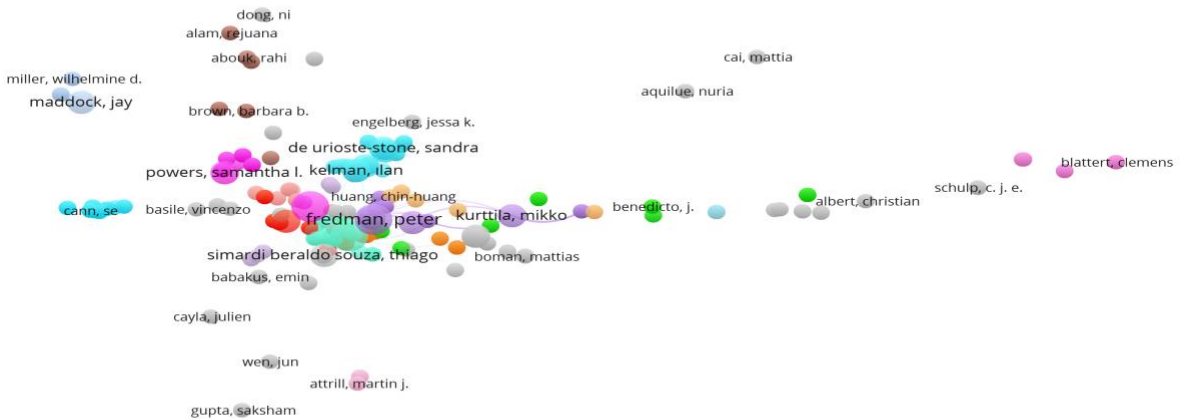 dong, ni
alam, rejuana
abouk, rahi
cai, mattia
miller, wilhelmine d.
maddock, jay
aquilue, nuria
brown, barbara b.
engelberg, jessa k.
de urioste-stone, sandra
blattert, clemens
powers, samantha l.
kelman, ilan
schulp, c. j. e.
huang, chin-huang
albert, christian
cann, se
basile, vincenzo
fredman, peter
kurttila, mikko
benedicto, j.
simardi beraldo souza, thiago
boman, mattias
babakus, emin
cayla, julien
wen, jun
attrill, martin j.
gupta, saksham